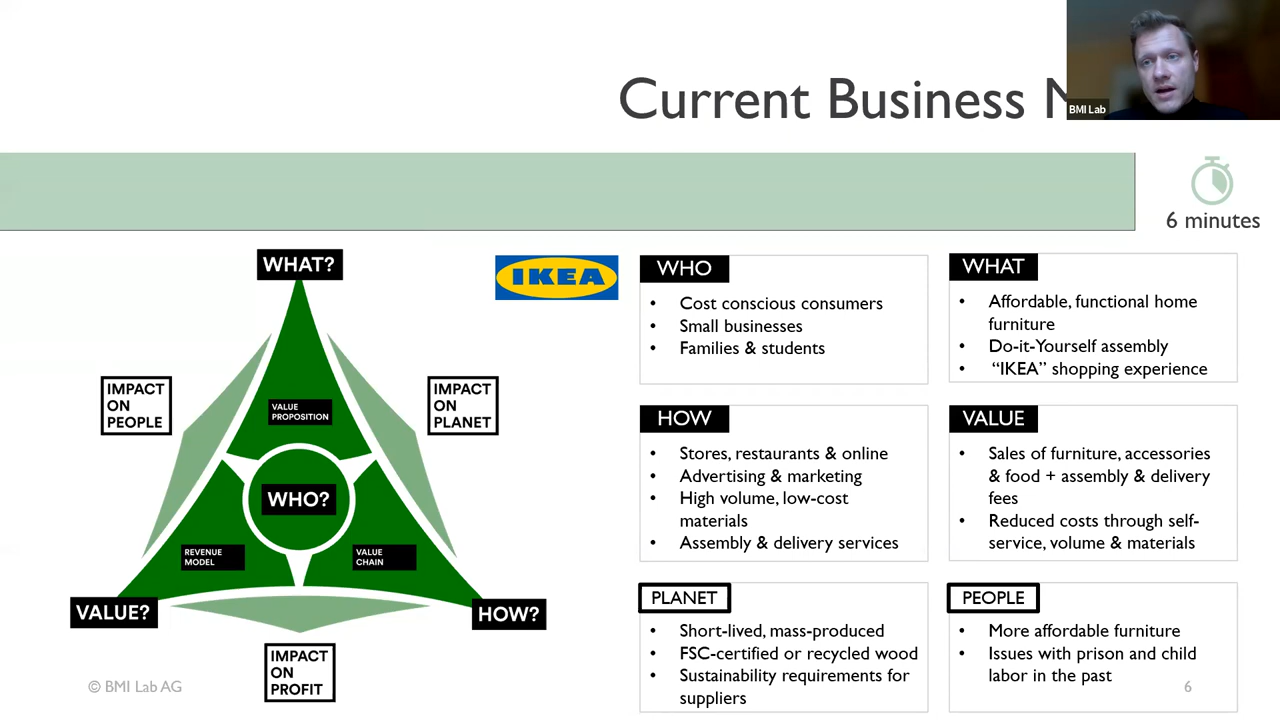 Current Business
BMI Lab
6 minutes
WHAT?
IMPACT
ON
PEOPLE
IMPACT
ON
PLANET
VALUE
PROPOSITION
WHO?
REVENUE
MODEL
VALUE
CHAIN
VALUE?
HOW?
IMPACT
ON
PROFIT
IKEA
WHO
• Cost conscious consumers
• Small businesses
• Families & students
WHAT
• Affordable, functional home
furniture
• Do-it-Yourself assembly
• “IKEA” shopping experience
HOW
• Stores, restaurants & online
• Advertising & marketing
• High volume, low-cost
materials
• Assembly & delivery services
VALUE
• Sales of furniture, accessories
& food + assembly & delivery
fees
• Reduced costs through self-
service, volume & materials
PLANET
• Short-lived, mass-produced
• FSC-certified or recycled wood
• Sustainability requirements for
suppliers
PEOPLE
• More affordable furniture
• Issues with prison and child
labor in the past
© BMI Lab AG
6